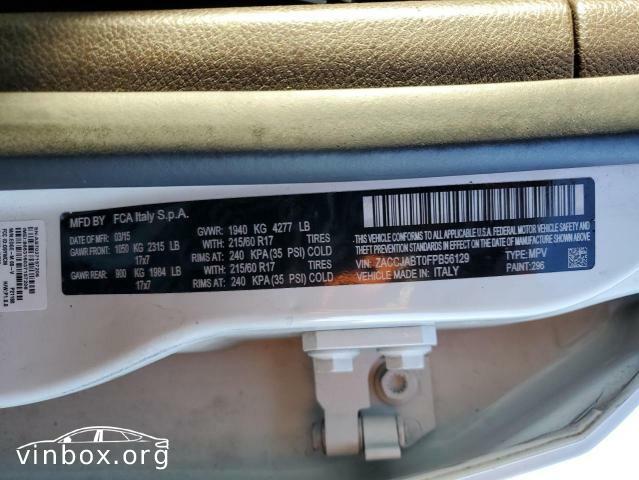 MFD BY FCA Italy S.p.A.
DATE OF MFR: 03/15 GVWR: 1940 KG 4277 LB
GAWR FRONT: 1050 KG 2315 LB WITH: 215/60 R17 TIRES
17x7 AT: 240 KPA(35 PSI) COLD
GAWR REAR: 900 KG 1984 LB WITH: 215/60 R17 TIRES
17x7 AT: 240 KPA(35 PSI) COLD
THIS VEHICLE CONFORMS TO ALL APPLICABLE FEDERAL MOTOR VEHICLE SAFETY,
BUMPER, AND THEFT PREVENTION STANDARDS IN EFFECT ON THE DATE OF MANUFACTURE SHOWN ABOVE.
VIN: ZACCJABT0FPB56129 TYPE: MPV
VEHICLE MADE IN: ITALY PAINT: 296
vinbox.org